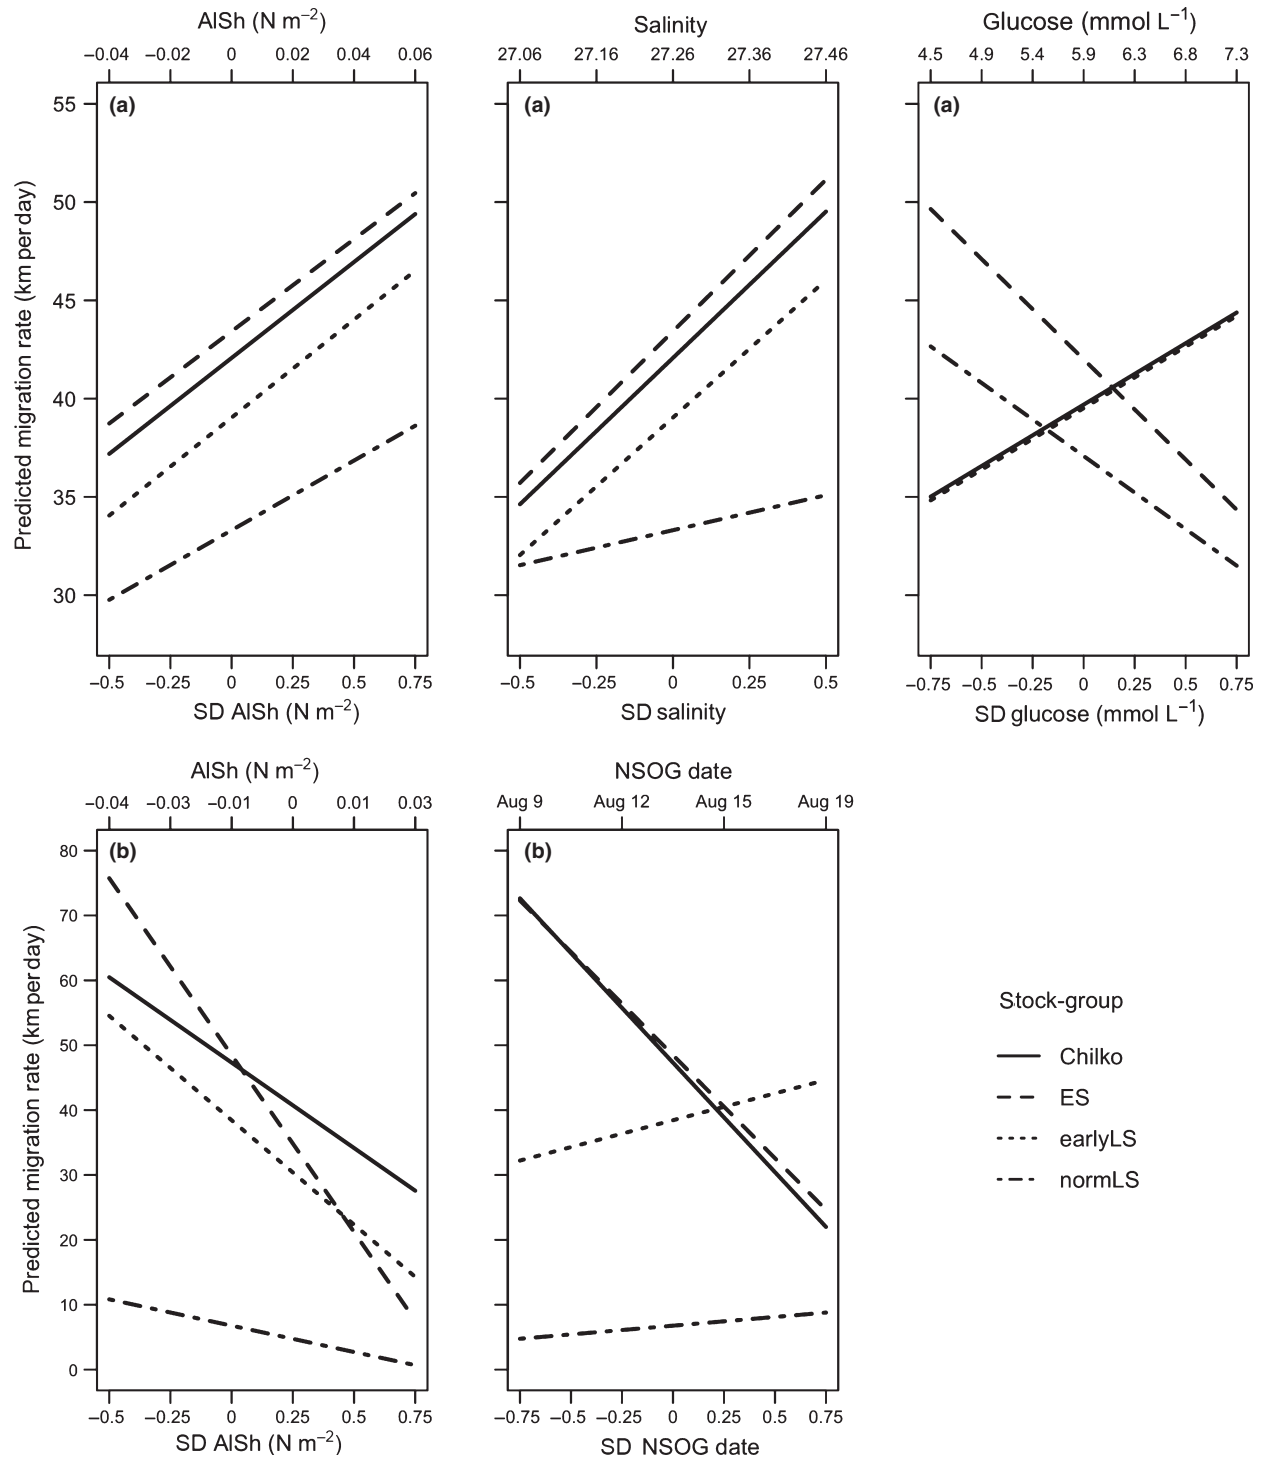 AlSh (N m⁻²)
−0.04 −0.02 0 0.02 0.04 0.06
(a)
55
50
45
40
35
30
Predicted migration rate (km per day)
−0.5 −0.25 0 0.25 0.5 0.75
SD AlSh (N m⁻²)
Salinity
27.06 27.16 27.26 27.36 27.46
(a)
−0.5 −0.25 0 0.25 0.5
SD salinity
Glucose (mmol L⁻¹)
4.5 4.9 5.4 5.9 6.3 6.8 7.3
(a)
−0.75 −0.5 −0.25 0 0.25 0.5 0.75
SD glucose (mmol L⁻¹)
AlSh (N m⁻²)
−0.04 −0.03 −0.01 0 0.01 0.03
(b)
80
70
60
50
40
30
20
10
0
Predicted migration rate (km per day)
−0.5 −0.25 0 0.25 0.5 0.75
SD AlSh (N m⁻²)
NSOG date
Aug 9 Aug 12 Aug 15 Aug 19
(b)
−0.75 −0.5 −0.25 0 0.25 0.5 0.75
SD NSOG date
Stock-group
Chilko
ES
earlyLS
normLS